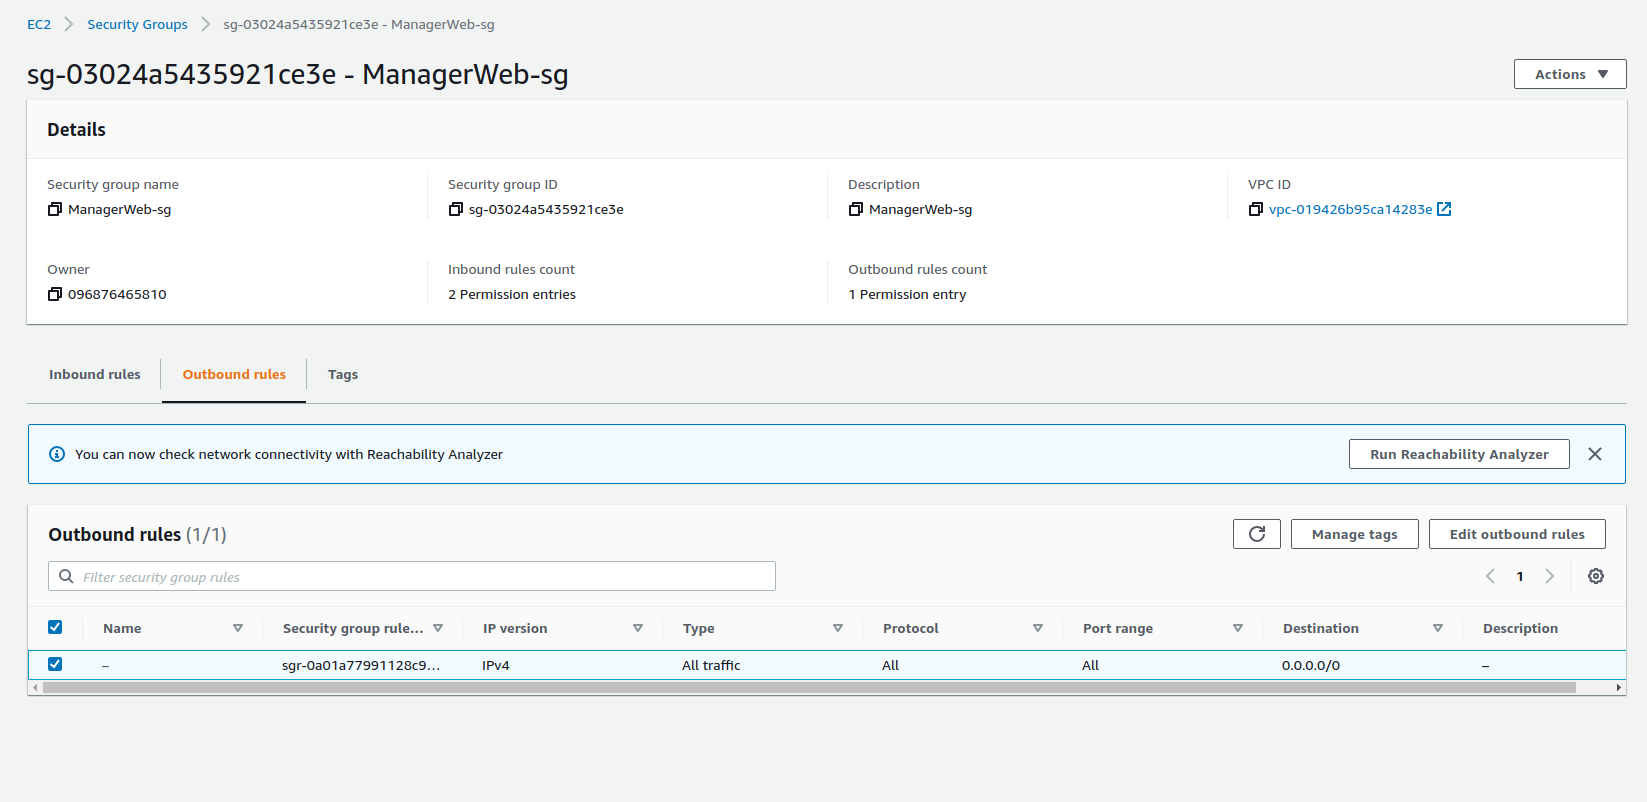 EC2 > Security Groups > sg-03024a5435921ce3e - ManagerWeb-sg
sg-03024a5435921ce3e - ManagerWeb-sg
Actions
Details
Security group name
ManagerWeb-sg
Security group ID
sg-03024a5435921ce3e
Description
ManagerWeb-sg
VPC ID
vpc-019426b95ca14283e
Owner
096876465810
Inbound rules count
2 Permission entries
Outbound rules count
1 Permission entry
Inbound rules
Outbound rules
Tags
You can now check network connectivity with Reachability Analyzer
Run Reachability Analyzer
Outbound rules (1/1)
Manage tags
Edit outbound rules
Filter security group rules
1
Name Security group rule... IP version Type Protocol Port range Destination Description
– sgr-0a01a77991128c9... IPv4 All traffic All All 0.0.0.0/0 –